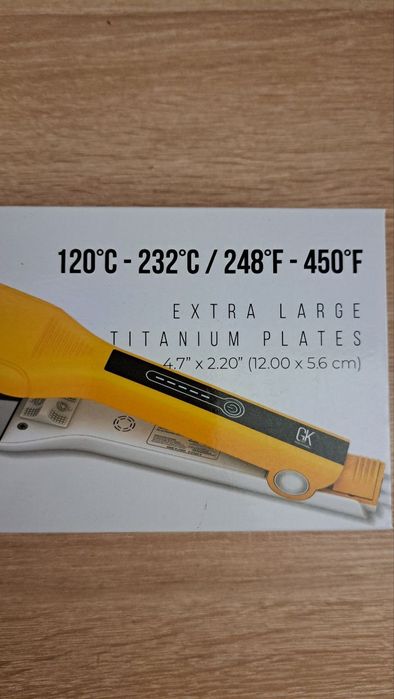 120°C - 232°C / 248°F - 450°F
EXTRA LARGE
TITANIUM PLATES
4.7” x 2.20” (12.00 x 5.6 cm)
GK